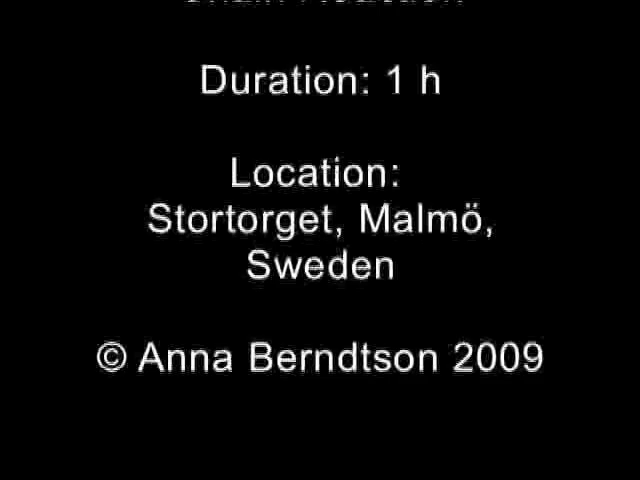 Duration: 1 h
Location:
Stortorget, Malmö,
Sweden
© Anna Berndtson 2009